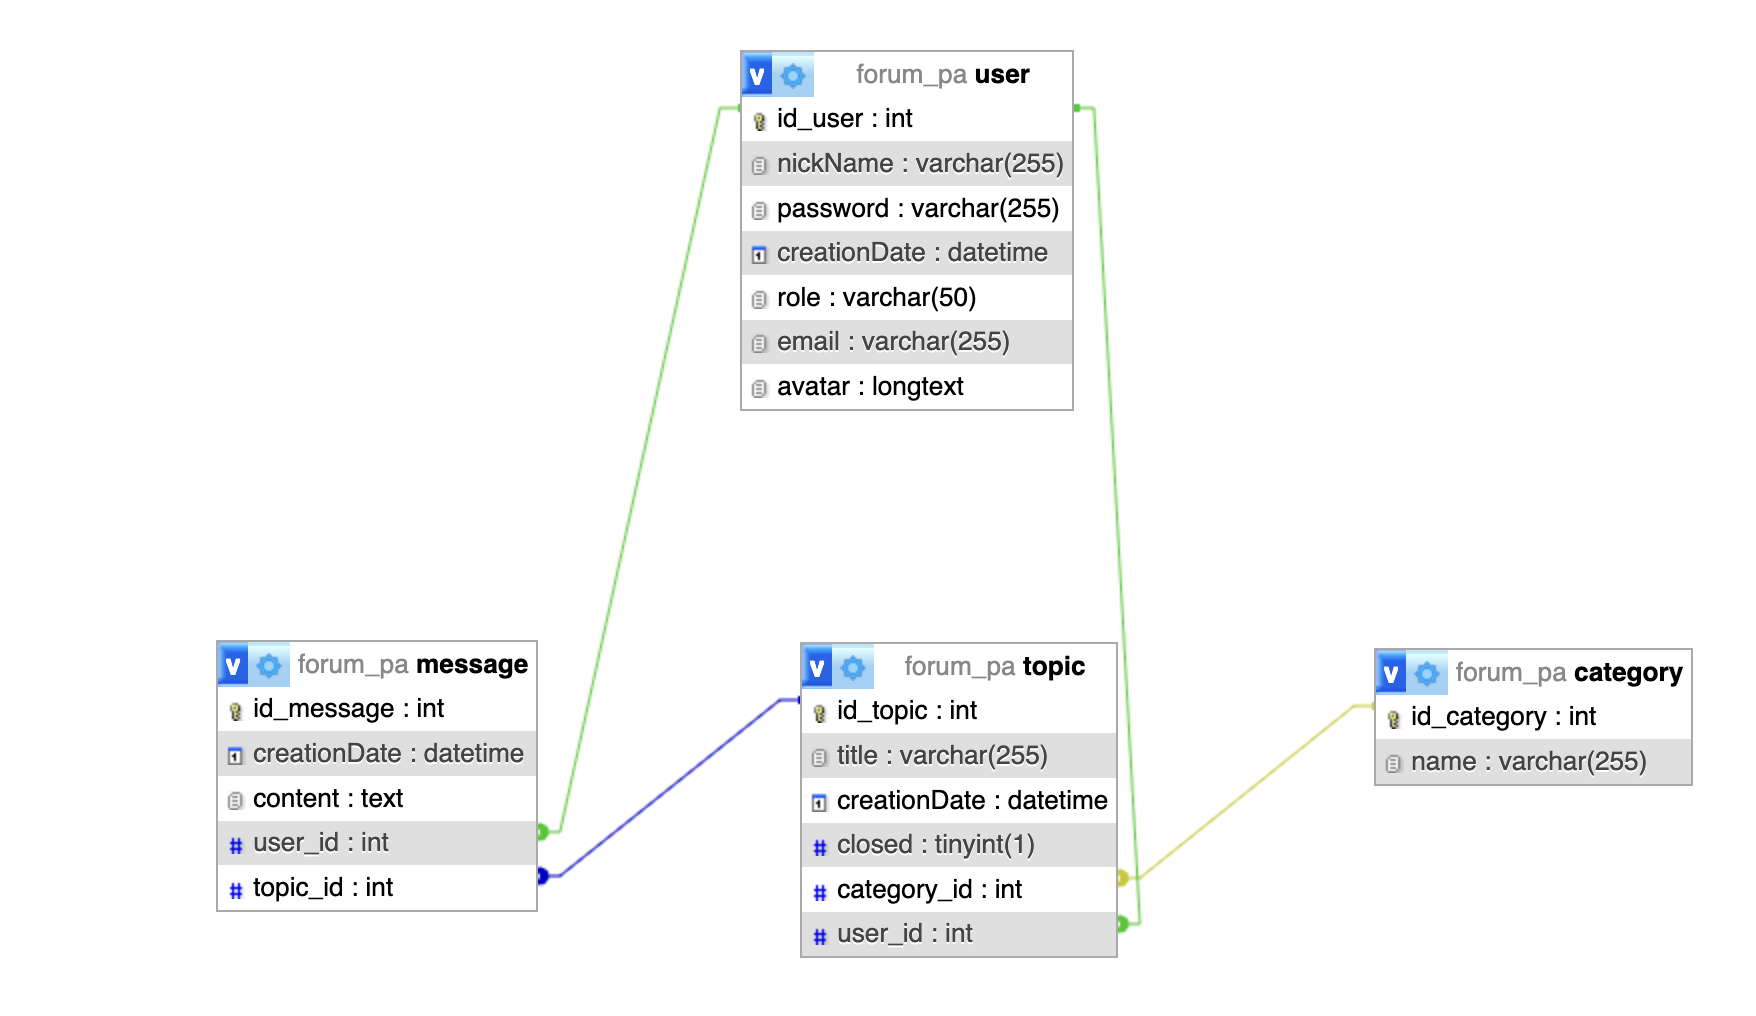 v forum_pa user
id_user : int
nickName : varchar(255)
password : varchar(255)
creationDate : datetime
role : varchar(50)
email : varchar(255)
avatar : longtext
v forum_pa message
id_message : int
creationDate : datetime
content : text
# user_id : int
# topic_id : int
v forum_pa topic
id_topic : int
title : varchar(255)
creationDate : datetime
# closed : tinyint(1)
# category_id : int
# user_id : int
v forum_pa category
id_category : int
name : varchar(255)